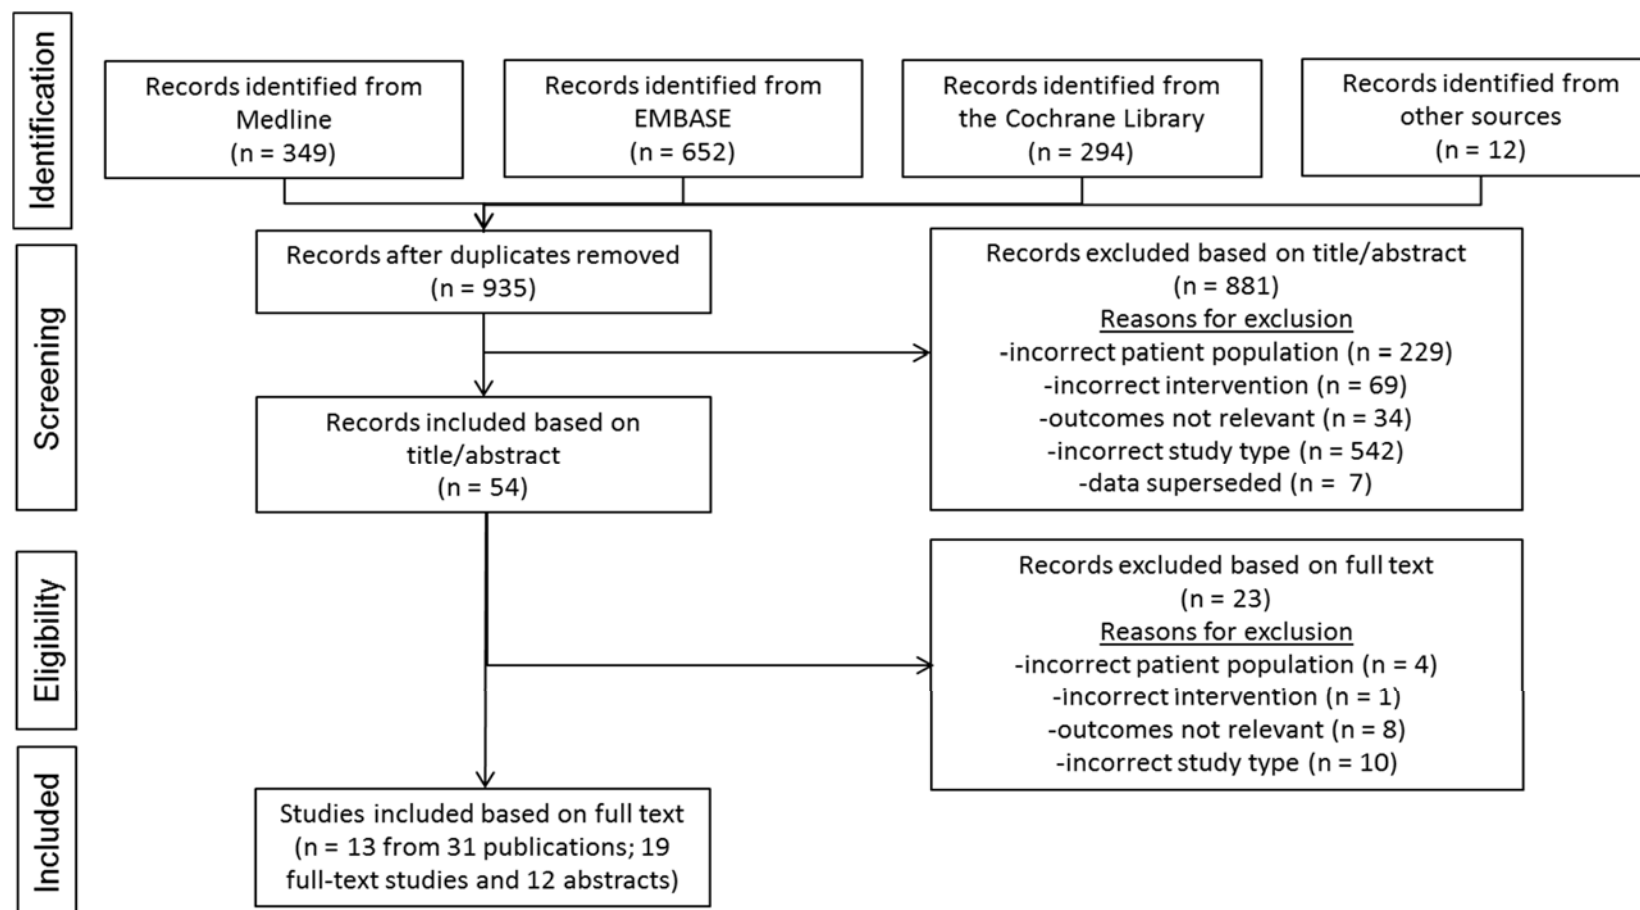 Identification
Records identified from
Medline
(n = 349)
Records identified from
EMBASE
(n = 652)
Records identified from
the Cochrane Library
(n = 294)
Records identified from
other sources
(n = 12)
Screening
Records after duplicates removed
(n = 935)
Records excluded based on title/abstract
(n = 881)
Reasons for exclusion
-incorrect patient population (n = 229)
-incorrect intervention (n = 69)
-outcomes not relevant (n = 34)
-incorrect study type (n = 542)
-data superseded (n = 7)
Records included based on
title/abstract
(n = 54)
Eligibility
Records excluded based on full text
(n = 23)
Reasons for exclusion
-incorrect patient population (n = 4)
-incorrect intervention (n = 1)
-outcomes not relevant (n = 8)
-incorrect study type (n = 10)
Included
Studies included based on full text
(n = 13 from 31 publications; 19
full-text studies and 12 abstracts)